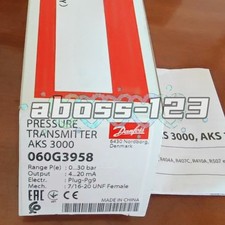 aboss-123
PRESSURE
TRANSMITTER
AKS 3000
060G3958
Range P(e) : 0...30 bar
Output : 4...20 mA
Electr. : Plug-Pg9
Mech. : 7/16-20 UNF Female
MADE IN CHINA
Danfoss
6430 Nordborg,
Denmark
KS 3000, AKS